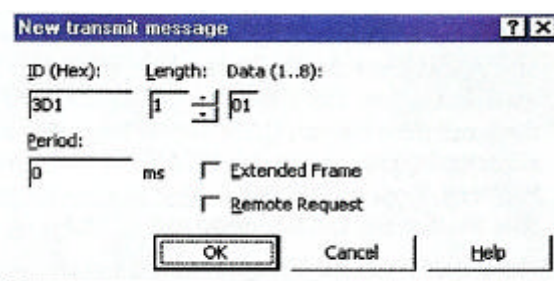 New transmit message
ID (Hex): Length: Data (1..8):
3D1 1 01
Period:
0 ms Extended Frame
Remote Request
OK Cancel Help